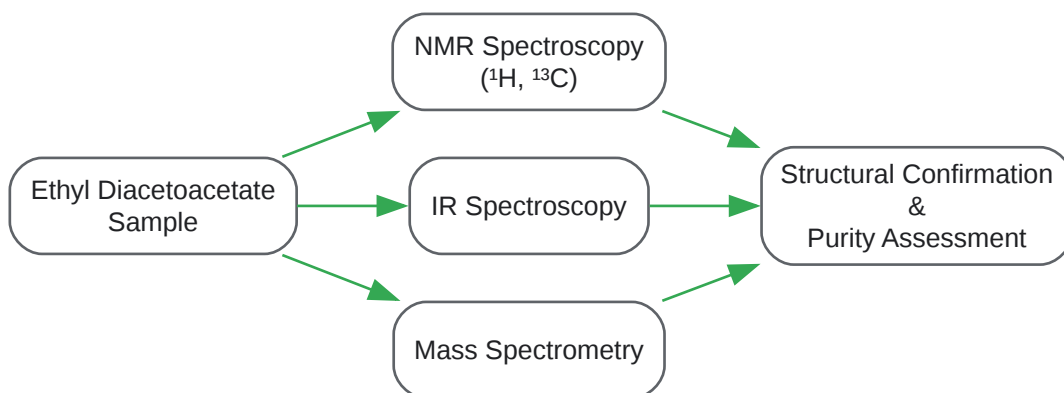 NMR Spectroscopy
(¹H, ¹³C)
Ethyl Diacetoacetate
Sample
IR Spectroscopy
Structural Confirmation
&
Purity Assessment
Mass Spectrometry